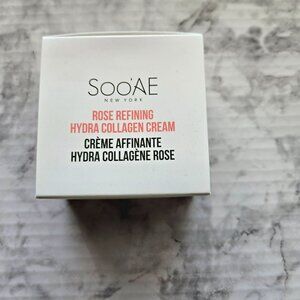 SOO'AE
NEW YORK
ROSE REFINING
HYDRA COLLAGEN CREAM
CRÈME AFFINANTE
HYDRA COLLAGÈNE ROSE